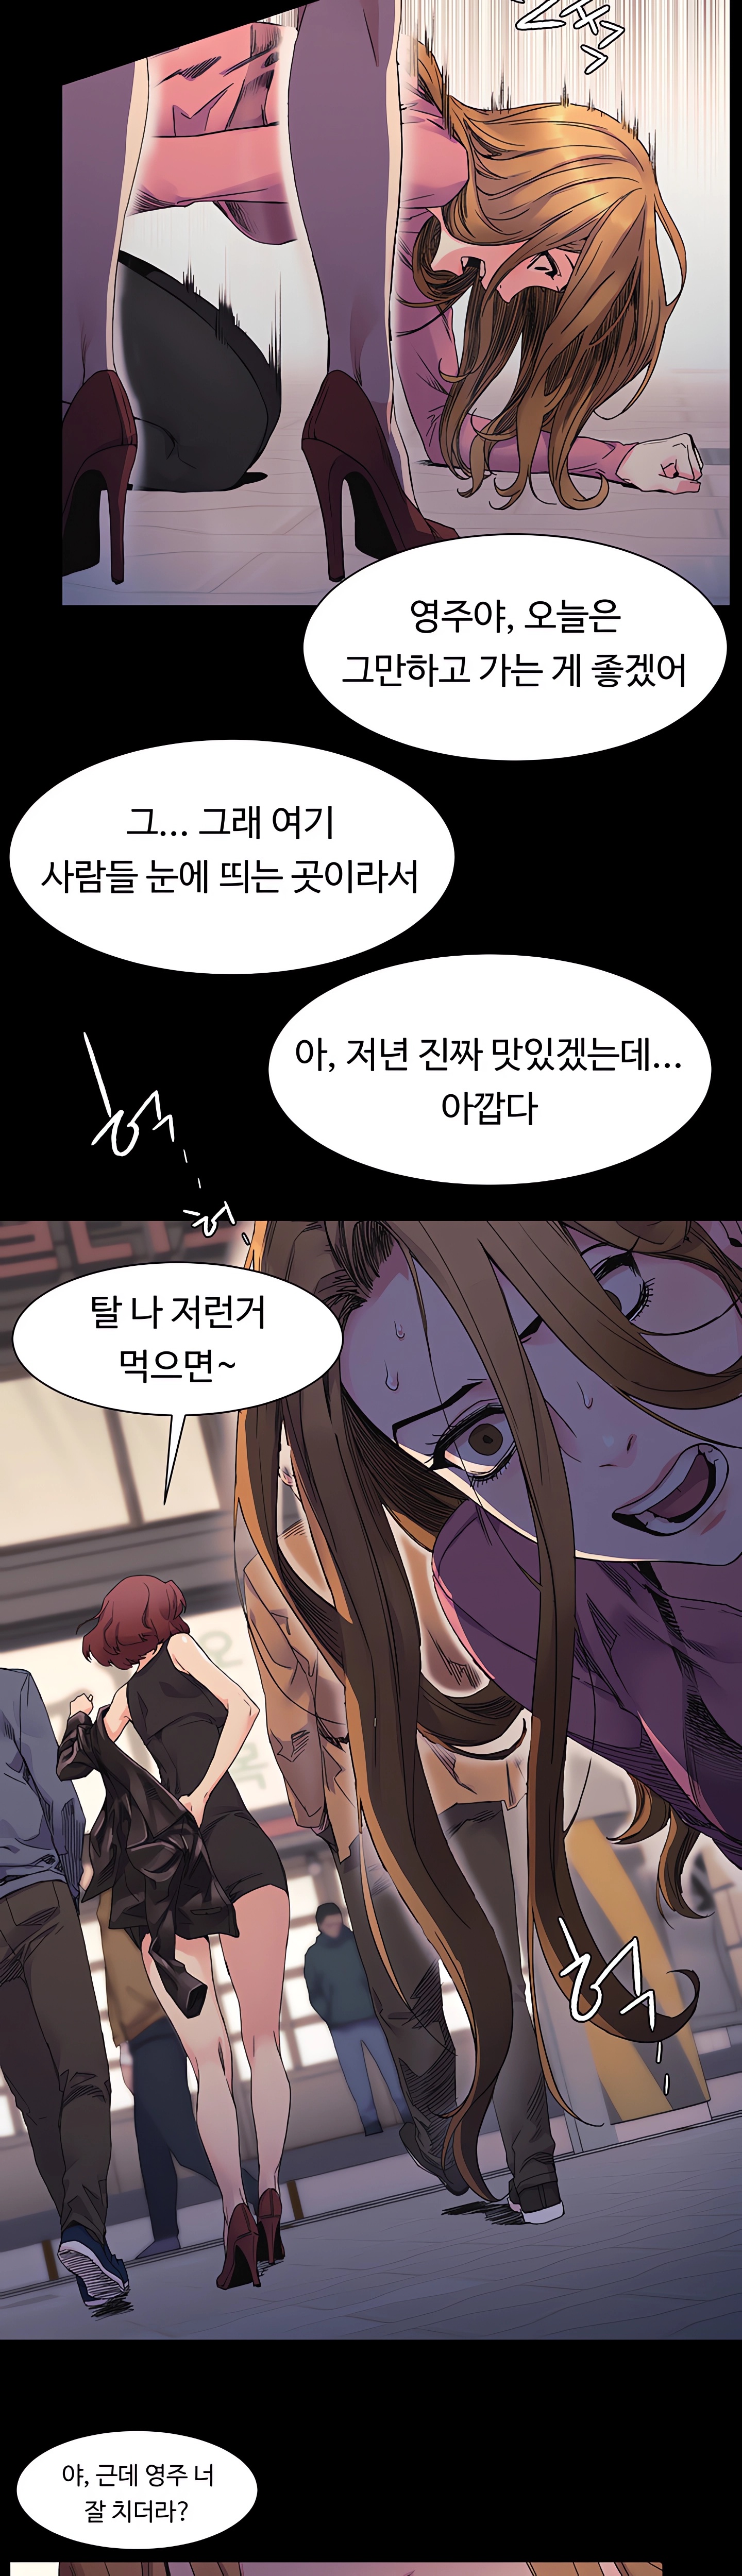 영주야, 오늘은
그만하고 가는 게 좋겠어
그... 그래 여기
사람들 눈에 띄는 곳이라서
아, 저년 진짜 맛있겠는데...
아깝다
헉
허
탈 나 저런거
먹으면~
헉
야, 근데 영주 너
잘 치더라?